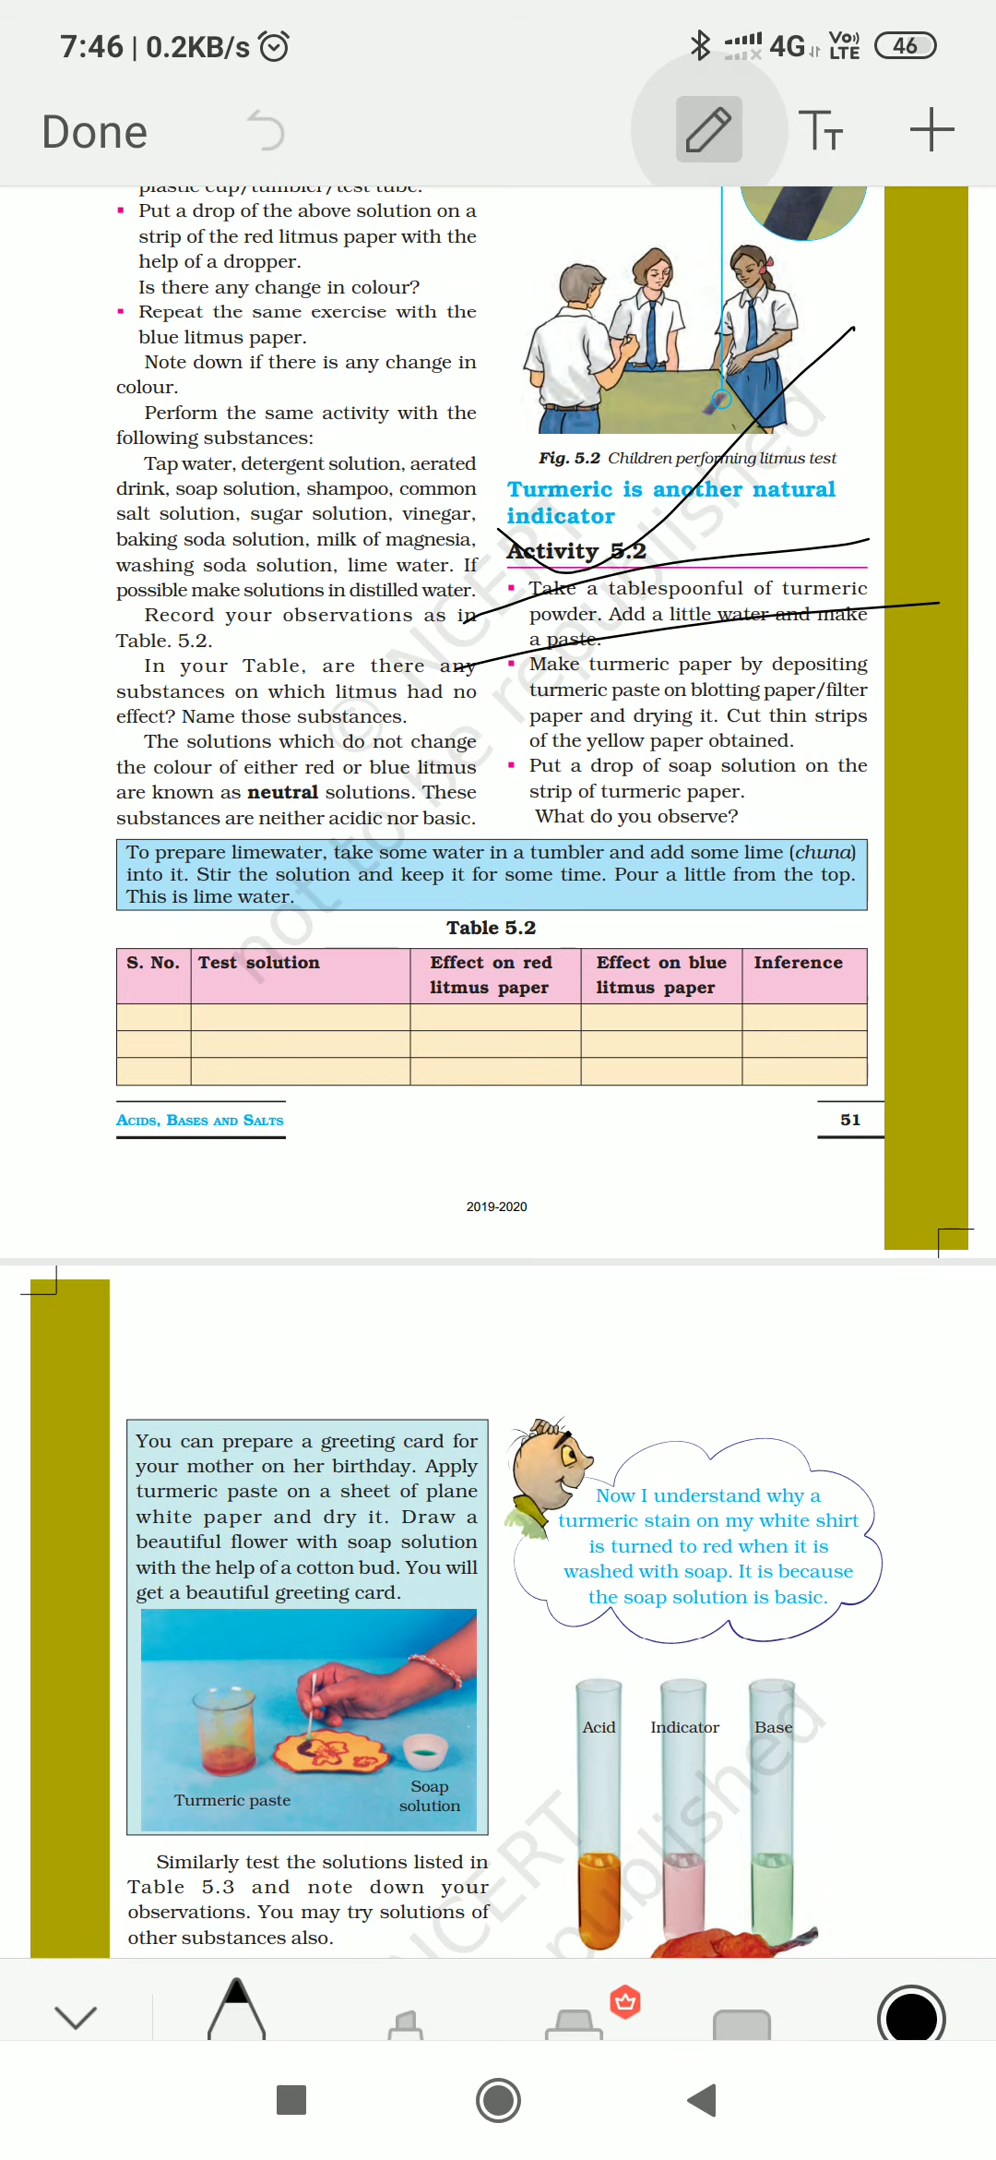 7:46 | 0.2KB/s
4G
Vo))
LTE
46
Done
TT
plastic cup/tumbler/test tube.
Put a drop of the above solution on a
strip of the red litmus paper with the
help of a dropper.
Is there any change in colour?
Repeat the same exercise with the
blue litmus paper.
Note down if there is any change in
colour.
Perform the same activity with the
following substances:
Tap water, detergent solution, aerated
drink, soap solution, shampoo, common
salt solution, sugar solution, vinegar,
baking soda solution, milk of magnesia,
washing soda solution, lime water. If
possible make solutions in distilled water.
Record your observations as in
Table. 5.2.
In your Table, are there any
substances on which litmus had no
effect? Name those substances.
The solutions which do not change
the colour of either red or blue litmus
are known as neutral solutions. These
substances are neither acidic nor basic.
Fig. 5.2 Children performing litmus test
Turmeric is another natural
indicator
Activity 5.2
Take a tablespoonful of turmeric
powder. Add a little water and make
a paste.
Make turmeric paper by depositing
turmeric paste on blotting paper/filter
paper and drying it. Cut thin strips
of the yellow paper obtained.
Put a drop of soap solution on the
strip of turmeric paper.
What do you observe?
© NCERT
not to be republished
To prepare limewater, take some water in a tumbler and add some lime (chuna)
into it. Stir the solution and keep it for some time. Pour a little from the top.
This is lime water.
Table 5.2
S. No. Test solution Effect on red litmus paper Effect on blue litmus paper Inference
ACIDS, BASES AND SALTS
51
2019-2020
You can prepare a greeting card for
your mother on her birthday. Apply
turmeric paste on a sheet of plane
white paper and dry it. Draw a
beautiful flower with soap solution
with the help of a cotton bud. You will
get a beautiful greeting card.
Turmeric paste
Soap
solution
Similarly test the solutions listed in
Table 5.3 and note down your
observations. You may try solutions of
other substances also.
Now I understand why a
turmeric stain on my white shirt
is turned to red when it is
washed with soap. It is because
the soap solution is basic.
Acid Indicator Base
NCERT
published